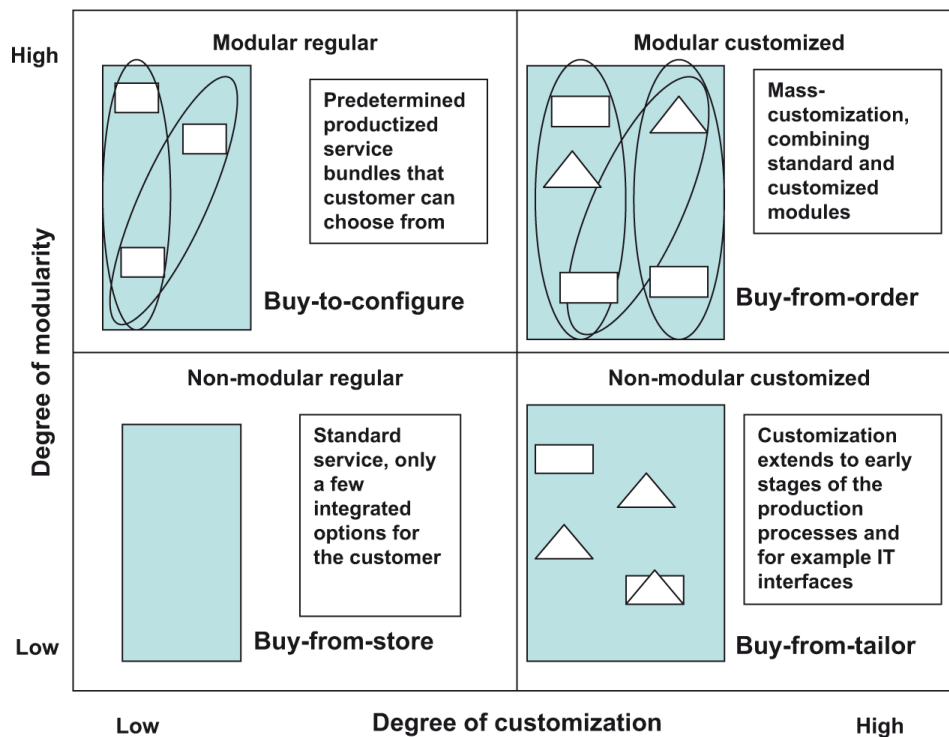 High
Modular regular
Predetermined
productized
service
bundles that
customer can
choose from
Buy-to-configure
Modular customized
Mass-
customization,
combining
standard and
customized
modules
Buy-from-order
Degree of modularity
Non-modular regular
Standard
service, only
a few
integrated
options for
the customer
Buy-from-store
Non-modular customized
Customization
extends to early
stages of the
production
processes and
for example IT
interfaces
Buy-from-tailor
Low
Low
Degree of customization
High